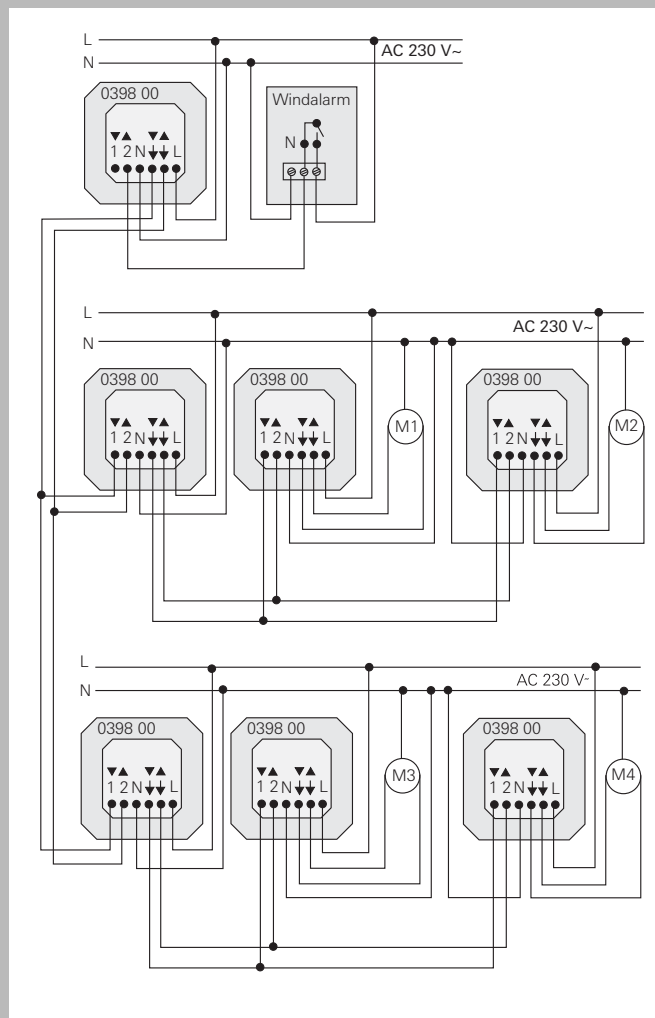 L
AC 230 V~
N
0398 00
Windalarm
▼▲ ▼▲
1 2 N ↓↓ L
N
L
AC 230 V~
N
0398 00 0398 00 0398 00
M1 M2
▼▲ ▼▲ ▼▲ ▼▲ ▼▲ ▼▲
1 2 N ↓↓ L 1 2 N ↓↓ L 1 2 N ↓↓ L
L
AC 230 V~
N
0398 00 0398 00 0398 00
M3 M4
▼▲ ▼▲ ▼▲ ▼▲ ▼▲ ▼▲
1 2 N ↓↓ L 1 2 N ↓↓ L 1 2 N ↓↓ L